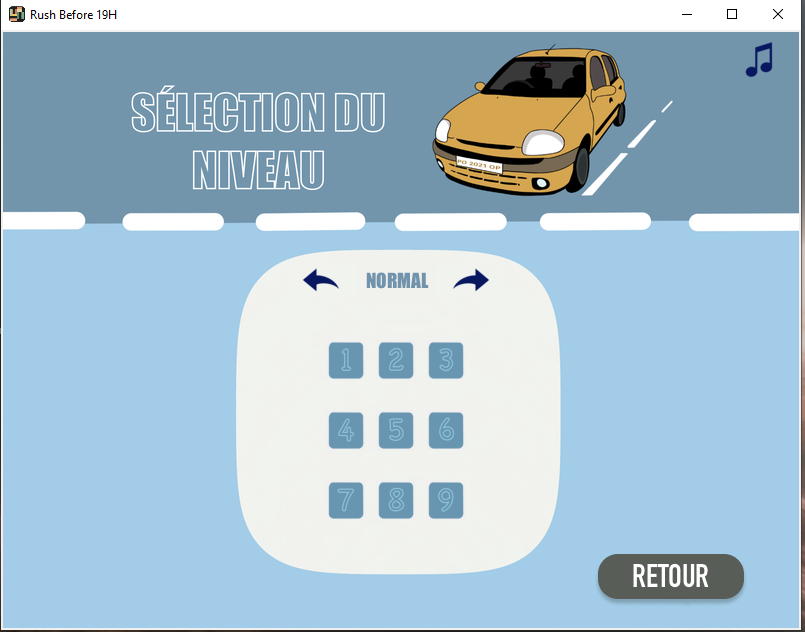 Rush Before 19H
SÉLECTION DU
NIVEAU
PO 2021 OP
NORMAL
1 2 3
4 5 6
7 8 9
RETOUR